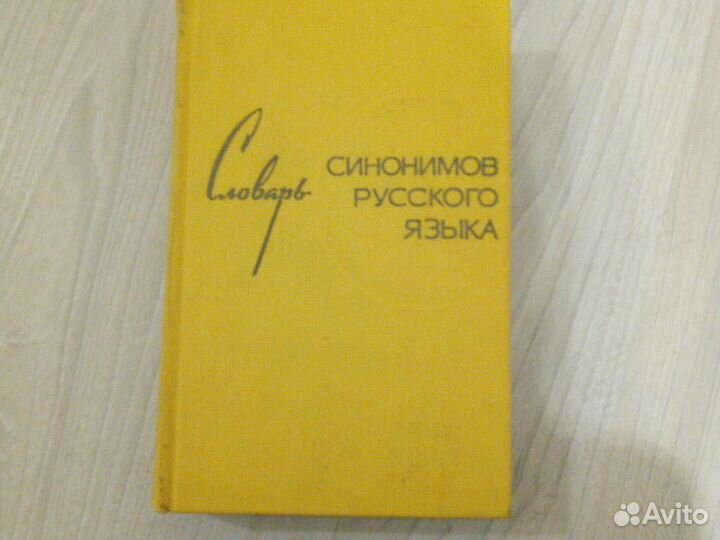 Словарь
СИНОНИМОВ
РУССКОГО
ЯЗЫКА
Avito